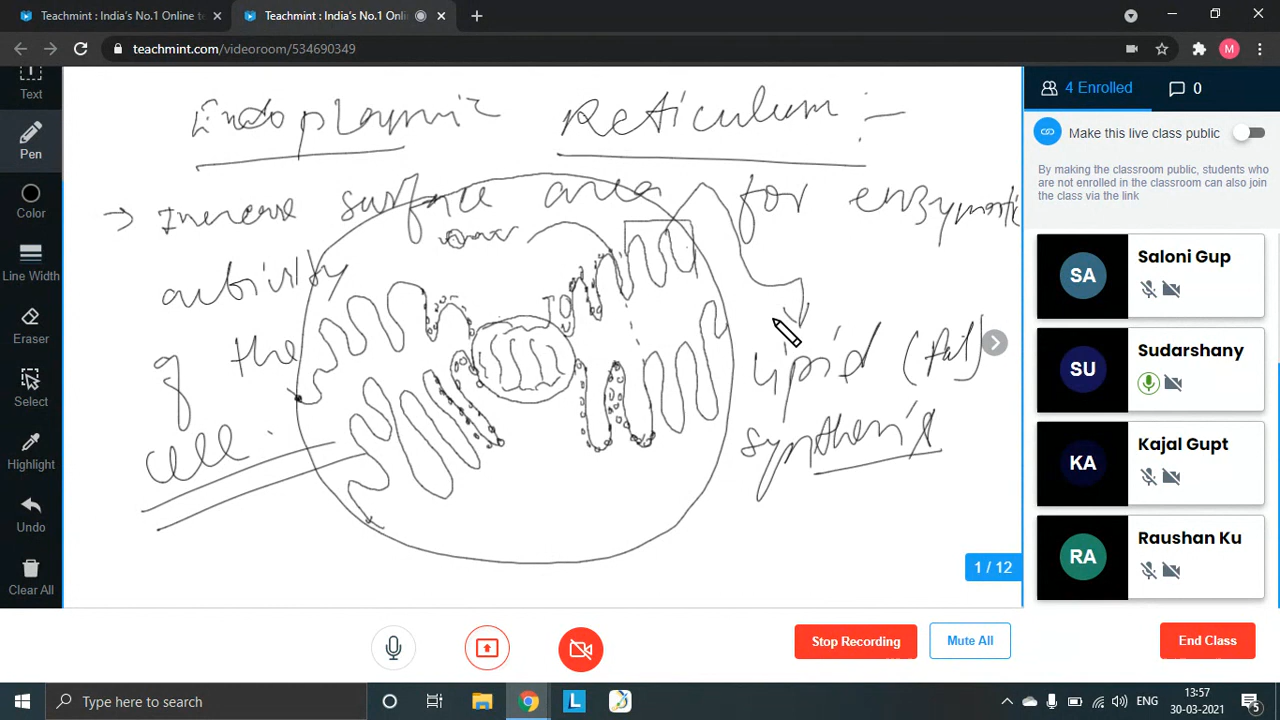 Teachmint : India's No.1 Online te
Teachmint : India's No.1 Onli
teachmint.com/videoroom/534690349
M
Text
Pen
Color
Line Width
Eraser
Select
Highlight
Undo
Clear All
Endoplasmic Reticulum :-
→ Increase surface area for enzymatic
activity
of the
cell.
Lipid (fat)
synthesis
1 / 12
4 Enrolled
0
Make this live class public
By making the classroom public, students
who are not enrolled in the classroom can also join
the class via the link
SA
Saloni Gup
SU
Sudarshany
KA
Kajal Gupt
RA
Raushan Ku
Stop Recording
Mute All
End Class
Type here to search
L
ENG
13:57
30-03-2021
5